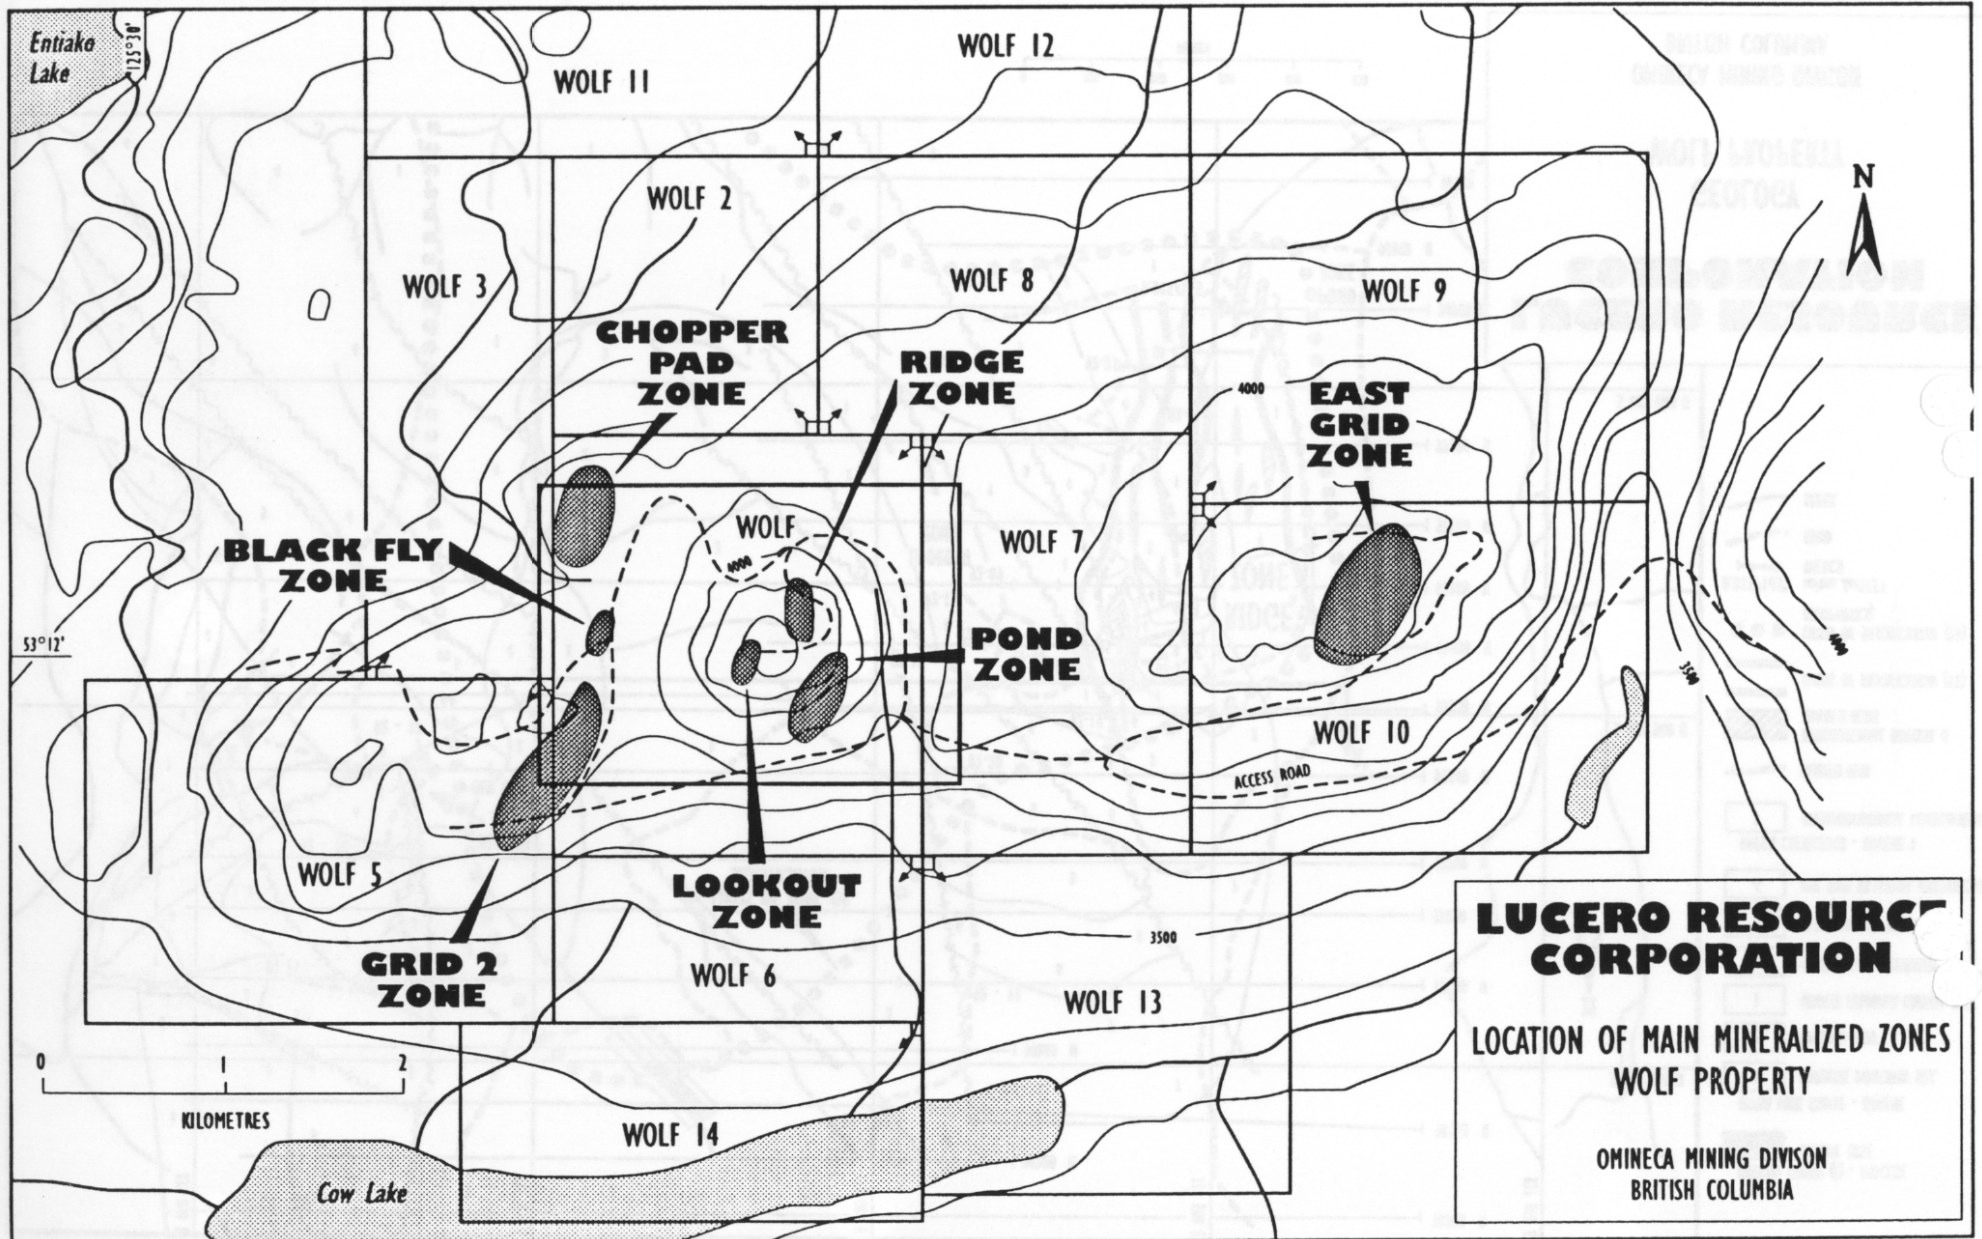 Entiako
Lake
125°30'
WOLF 11
WOLF 12
WOLF 2
WOLF 3
WOLF 8
WOLF 9
N
CHOPPER
PAD
ZONE
RIDGE
ZONE
4000
EAST
GRID
ZONE
WOLF
WOLF 7
BLACK FLY
ZONE
4000
53°12'
POND
ZONE
3500
WOLF 10
ACCESS ROAD
WOLF 5
LOOKOUT
ZONE
GRID 2
ZONE
3500
WOLF 6
WOLF 13
0 1 2
KILOMETRES
WOLF 14
Cow Lake
LUCERO RESOURCE
CORPORATION
LOCATION OF MAIN MINERALIZED ZONES
WOLF PROPERTY
OMINECA MINING DIVISON
BRITISH COLUMBIA